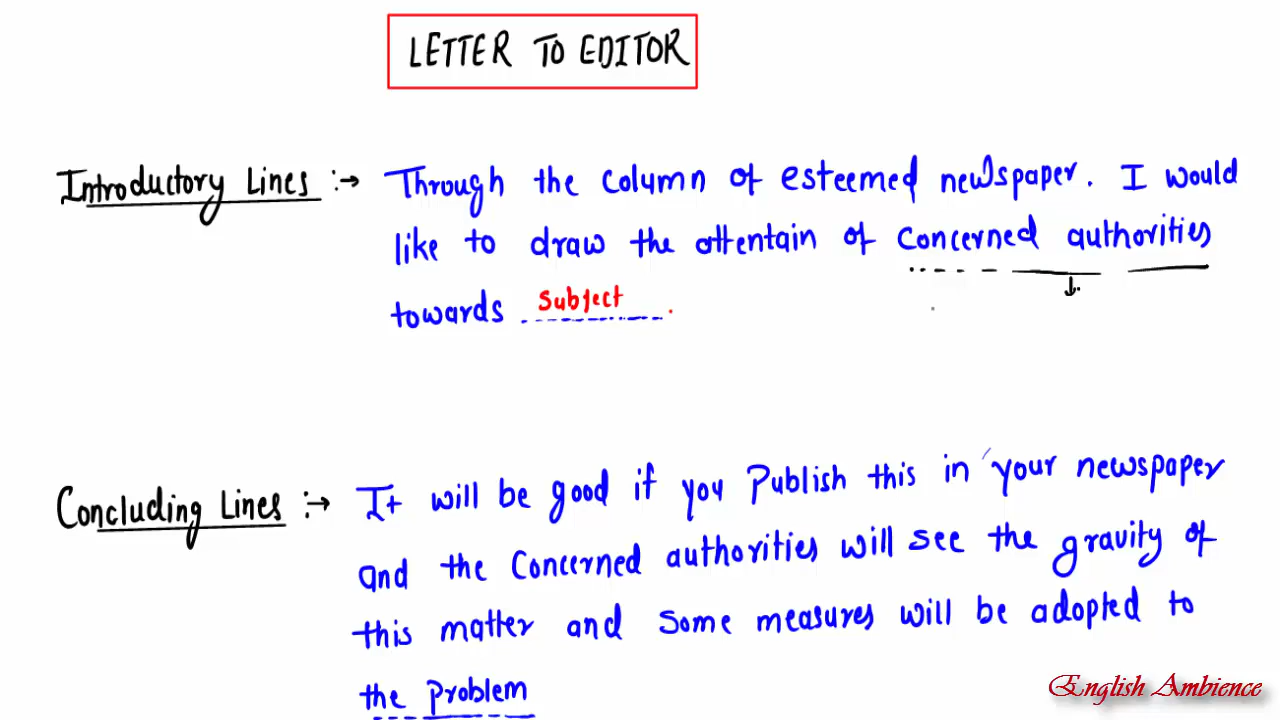 LETTER TO EDITOR
Introductory Lines :→ Through the column of esteemed newspaper. I would
like to draw the attentain of concerned authorities
towards subject.
Concluding Lines :→ It will be good if you Publish this in your newspaper
and the Concerned authorities will see the gravity of
this matter and some measures will be adopted to
the problem
English Ambience